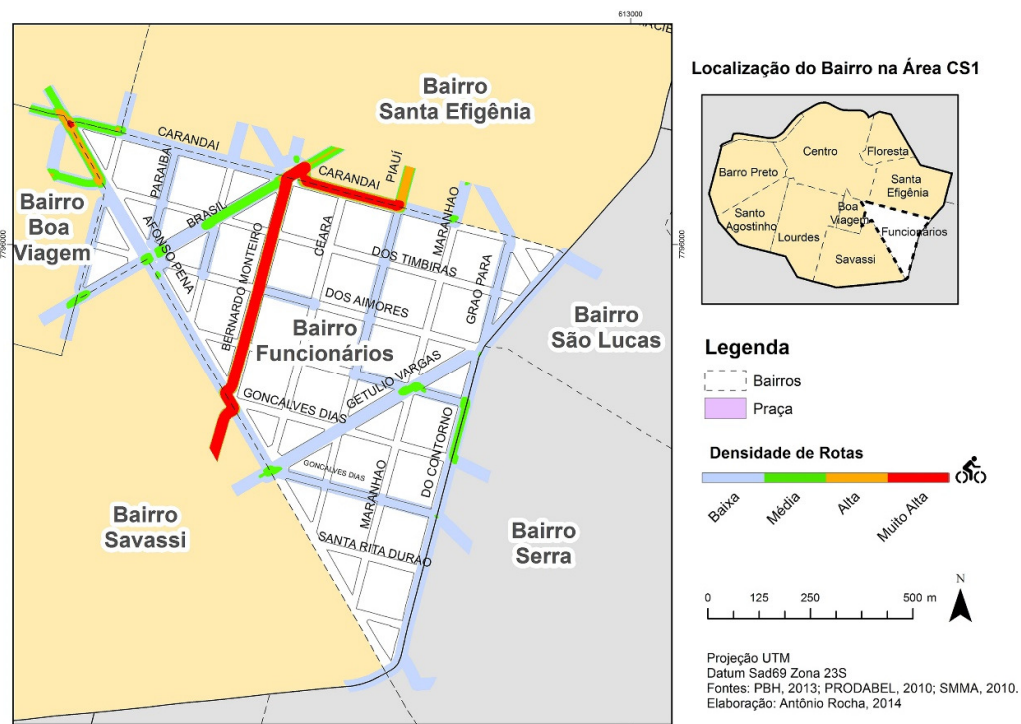 613000
Bairro
Santa Efigênia
CARANDAI
CARANDAI
PIAUÍ
PARAIBA
MARANHAO
Bairro
Boa
Viagem
BRASIL
AFONSO PENA
CEARA
DOS TIMBIRAS
GRAO PARA
BERNARDO MONTEIRO
DOS AIMORES
7796000
7796000
Bairro
Funcionários
Bairro
São Lucas
GETULIO VARGAS
GONCALVES DIAS
GONCALVES DIAS
DO CONTORNO
MARANHAO
Bairro
Savassi
Bairro
Serra
SANTA RITA DURAO
Localização do Bairro na Área CS1
Centro
Floresta
Barro Preto
Santa
Efigênia
Boa
Viagem
Santo
Agostinho
Funcionários
Lourdes
Savassi
Legenda
Bairros
Praça
Densidade de Rotas
Baixa
Média
Alta
Muito Alta
N
0 125 250 500 m
Projeção UTM
Datum Sad69 Zona 23S
Fontes: PBH, 2013; PRODABEL, 2010; SMMA, 2010.
Elaboração: Antônio Rocha, 2014